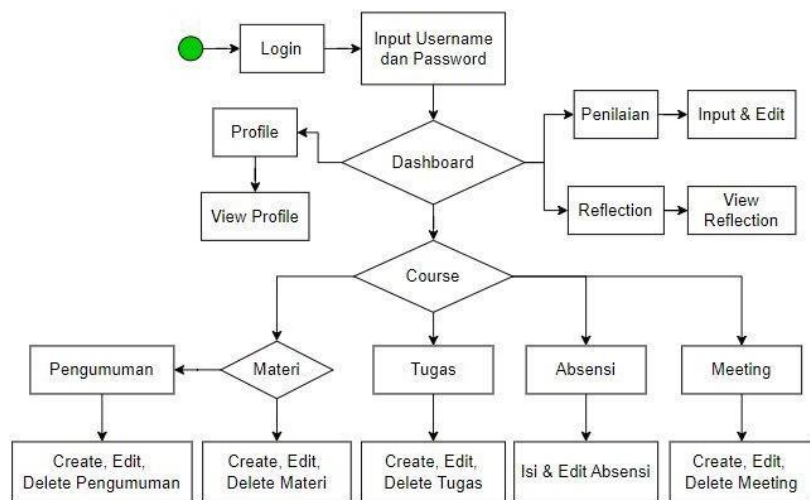 Login
Input Username
dan Password
Profile
Dashboard
Penilaian
Input & Edit
View Profile
Reflection
View
Reflection
Course
Pengumuman
Materi
Tugas
Absensi
Meeting
Create, Edit,
Delete Pengumuman
Create, Edit,
Delete Materi
Create, Edit,
Delete Tugas
Isi & Edit Absensi
Create, Edit,
Delete Meeting